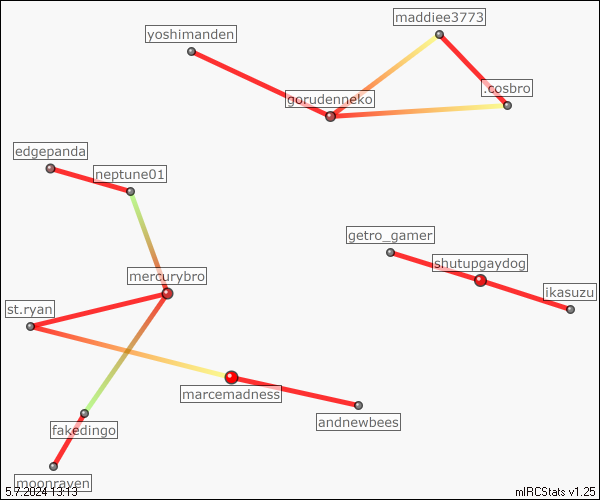 maddiee3773
yoshimanden
.cosbro
gorudenneko
edgepanda
neptune01
getro_gamer
shutupgaydog
mercurybro
ikasuzu
st.ryan
marcemadness
andnewbees
fakedingo
moonraven
5.7.2024 13:13
mIRCStats v1.25